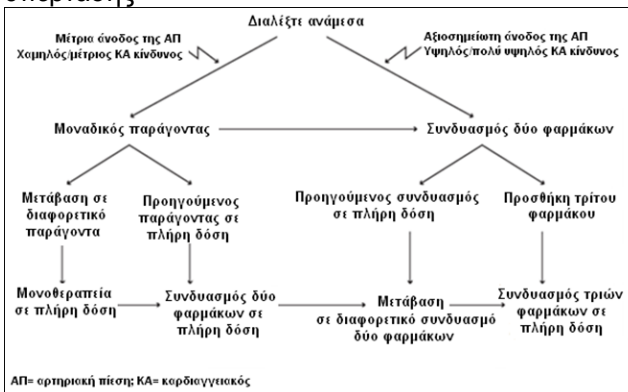 υπέρτασης
Διαλέξτε ανάμεσα
Μέτρια άνοδος της ΑΠ
Χαμηλός/μέτριος ΚΑ κίνδυνος
Αξιοσημείωτη άνοδος της ΑΠ
Υψηλός/πολύ υψηλός ΚΑ κίνδυνος
Μοναδικός παράγοντας
Συνδυασμός δύο φαρμάκων
Μετάβαση σε
διαφορετικό
παράγοντα
Προηγούμενος
παράγοντας σε
πλήρη δόση
Προηγούμενος συνδυασμός
σε πλήρη δόση
Προσθήκη τρίτου
φαρμάκου
Μονοθεραπεία
σε πλήρη δόση
Συνδυασμός δύο
φαρμάκων σε
πλήρη δόση
Μετάβαση
σε διαφορετικό συνδυασμό
δύο φαρμάκων
Συνδυασμός τριών
φαρμάκων σε
πλήρη δόση
ΑΠ= αρτηριακή πίεση; ΚΑ= καρδιαγγειακός